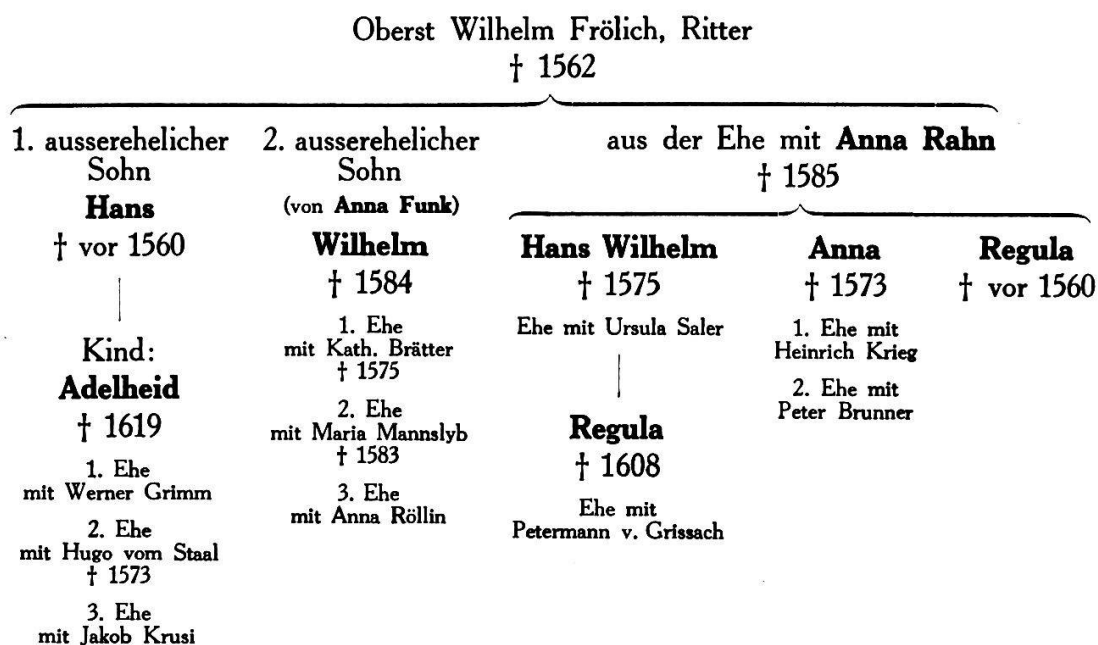 Oberst Wilhelm Frölich, Ritter
† 1562
1. ausserehelicher
Sohn
Hans
† vor 1560
Kind:
Adelheid
† 1619
1. Ehe
mit Werner Grimm
2. Ehe
mit Hugo vom Staal
† 1573
3. Ehe
mit Jakob Krusi
2. ausserehelicher
Sohn
(von Anna Funk)
Wilhelm
† 1584
1. Ehe
mit Kath. Brätter
† 1575
2. Ehe
mit Maria Mannslyb
† 1583
3. Ehe
mit Anna Röllin
aus der Ehe mit Anna Rahn
† 1585
Hans Wilhelm
† 1575
Ehe mit Ursula Saler
Regula
† 1608
Ehe mit
Petermann v. Grissach
Anna
† 1573
1. Ehe mit
Heinrich Krieg
2. Ehe mit
Peter Brunner
Regula
† vor 1560